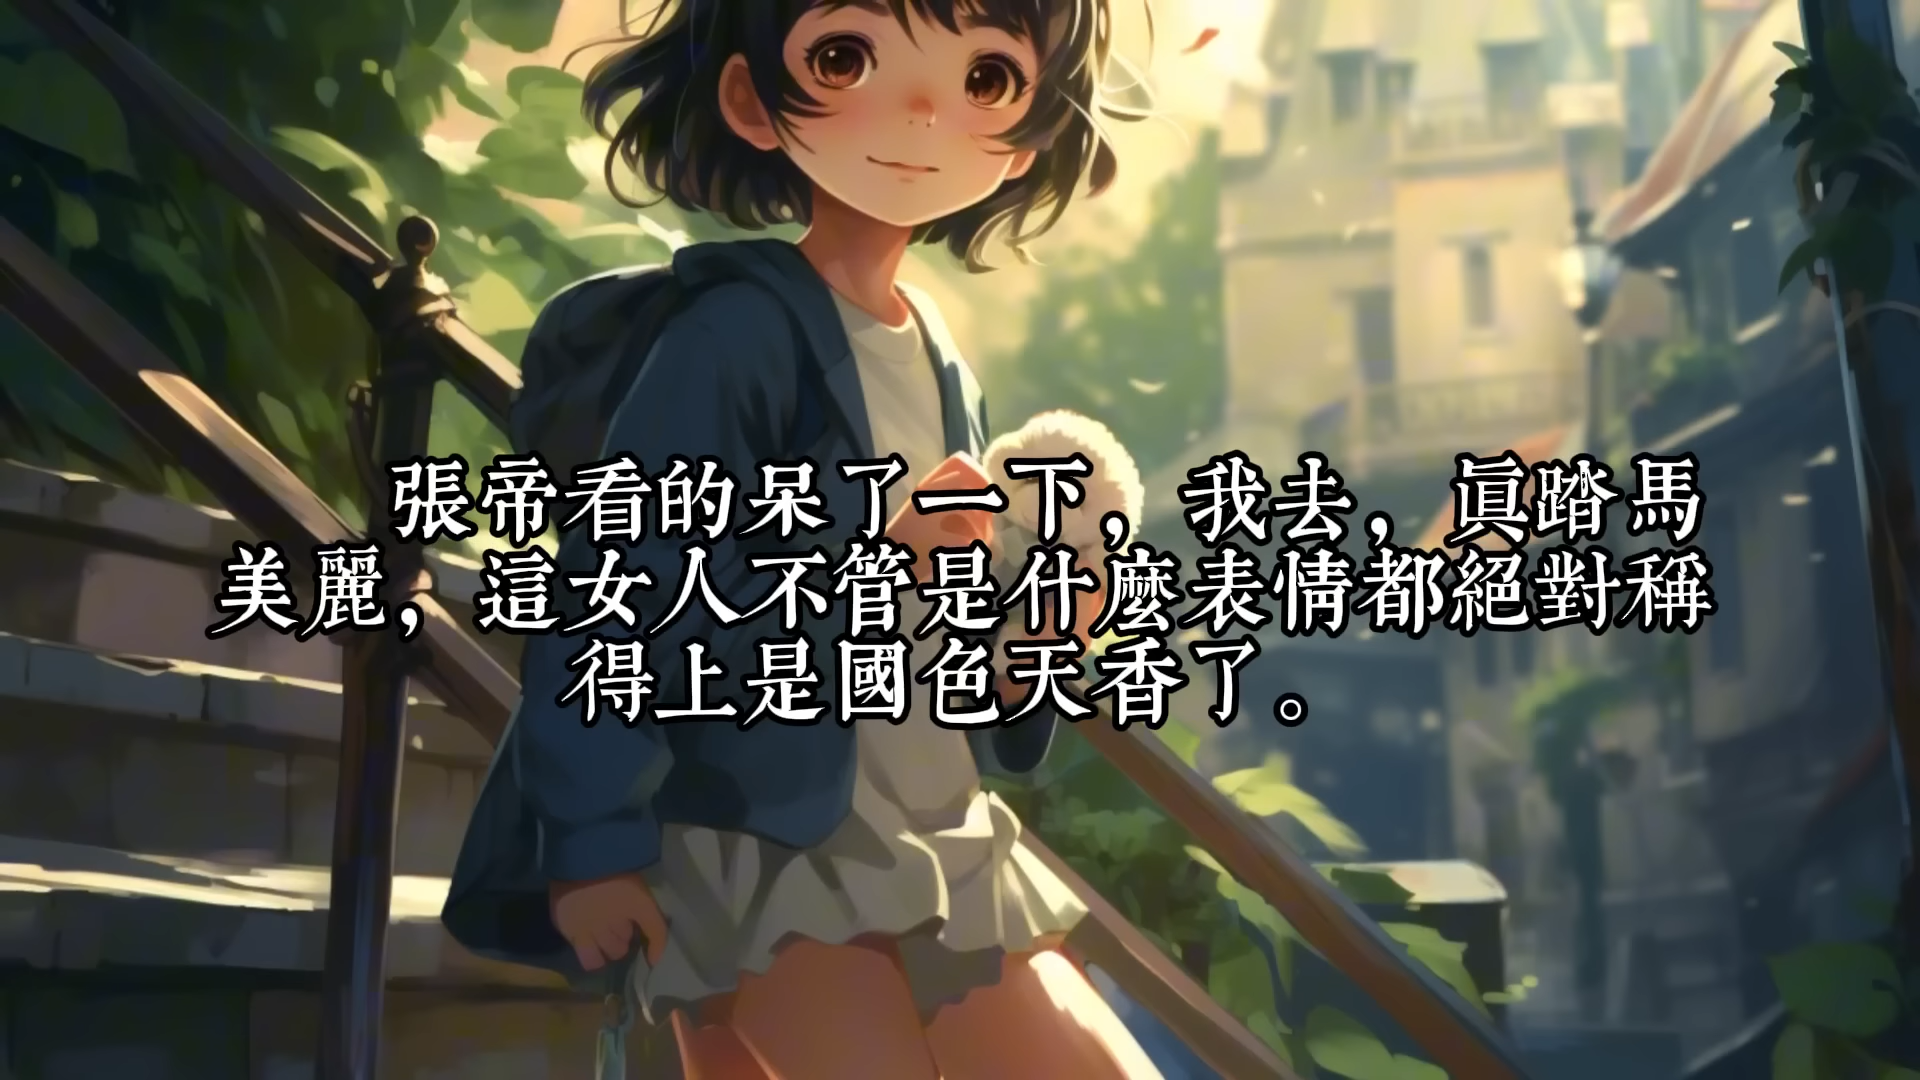 張帝看的呆了一下，我去，眞踏馬
美麗，這女人不管是什麼表情都絕對稱
得上是國色天香了。